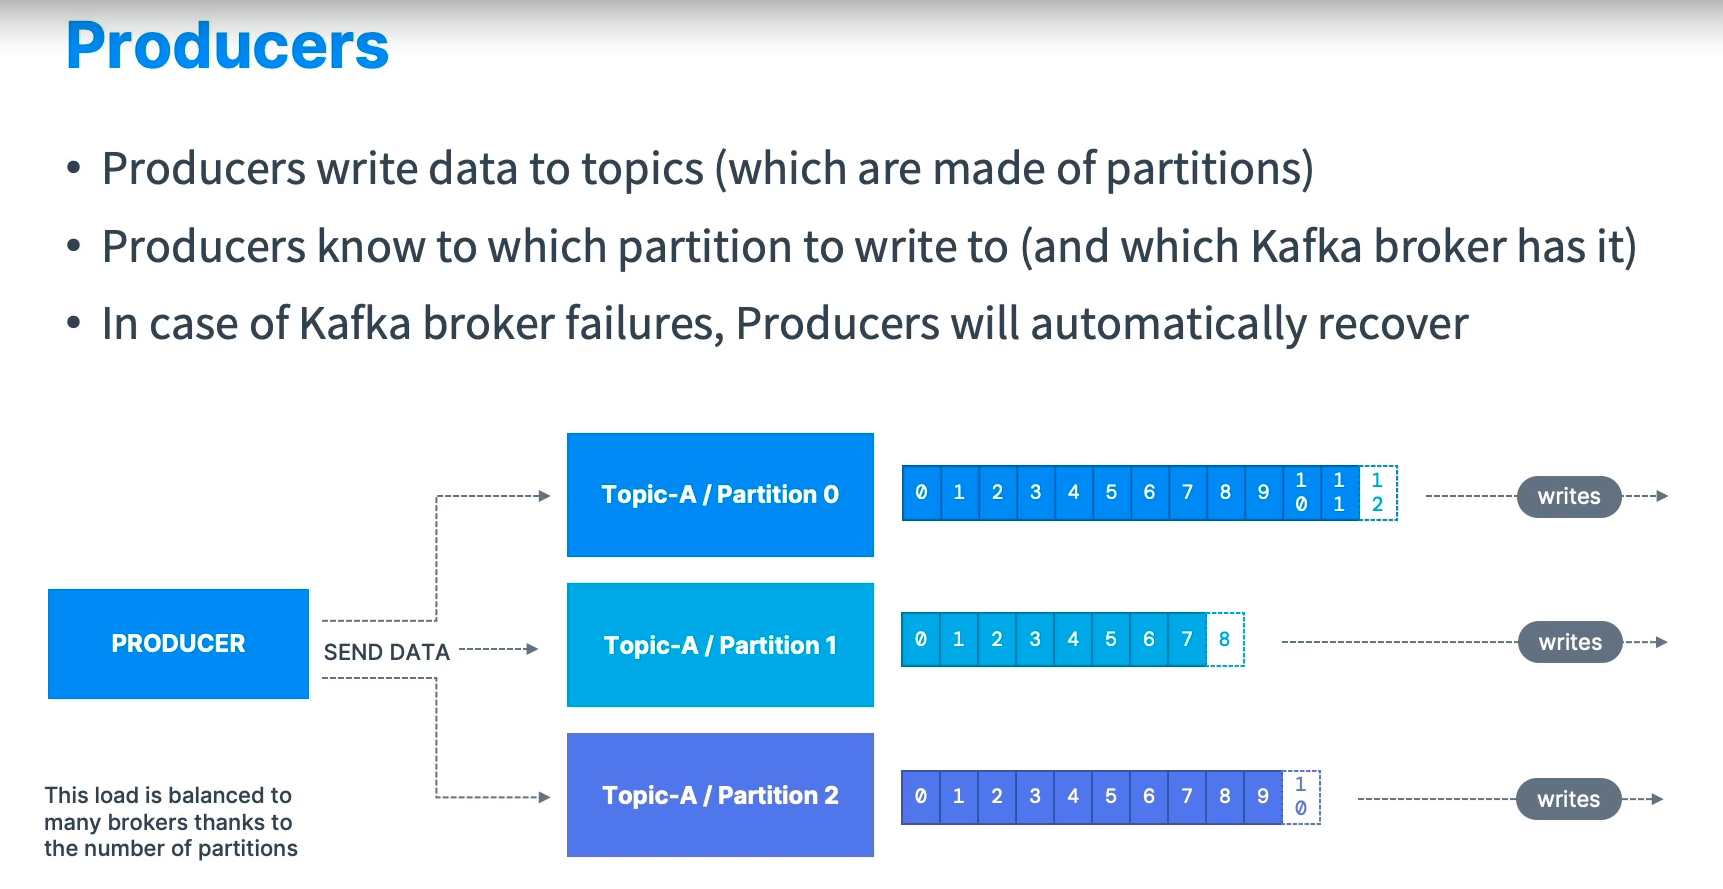 Producers
• Producers write data to topics (which are made of partitions)
• Producers know to which partition to write to (and which Kafka broker has it)
• In case of Kafka broker failures, Producers will automatically recover
Topic-A / Partition 0
0 1 2 3 4 5 6 7 8 9 10 11 12
writes
PRODUCER
SEND DATA
Topic-A / Partition 1
0 1 2 3 4 5 6 7 8
writes
Topic-A / Partition 2
0 1 2 3 4 5 6 7 8 9 10
writes
This load is balanced to
many brokers thanks to
the number of partitions